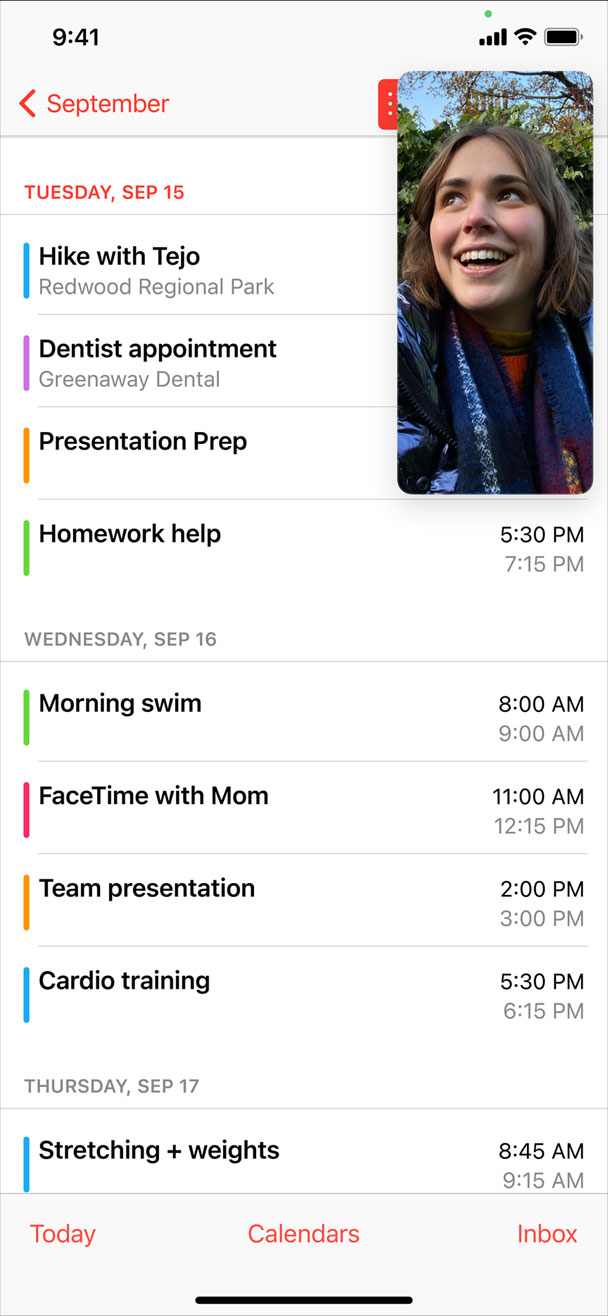 9:41
September
TUESDAY, SEP 15
Hike with Tejo
Redwood Regional Park
Dentist appointment
Greenaway Dental
Presentation Prep
Homework help 5:30 PM
7:15 PM
WEDNESDAY, SEP 16
Morning swim 8:00 AM
9:00 AM
FaceTime with Mom 11:00 AM
12:15 PM
Team presentation 2:00 PM
3:00 PM
Cardio training 5:30 PM
6:15 PM
THURSDAY, SEP 17
Stretching + weights 8:45 AM
9:15 AM
Today Calendars Inbox